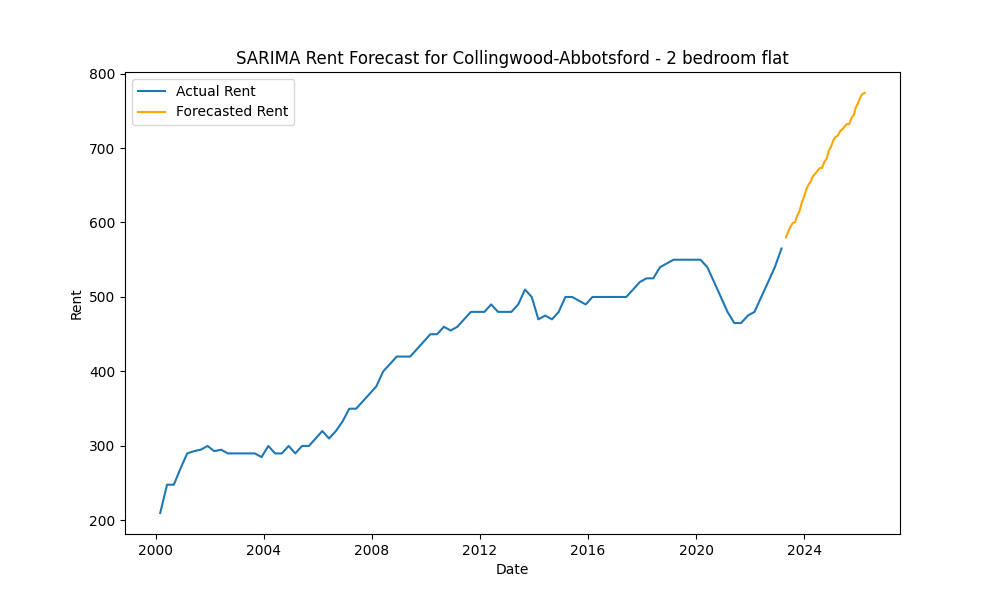 SARIMA Rent Forecast for Collingwood-Abbotsford - 2 bedroom flat
Actual Rent
Forecasted Rent
800
700
600
500
400
300
200
Rent
2000 2004 2008 2012 2016 2020 2024
Date